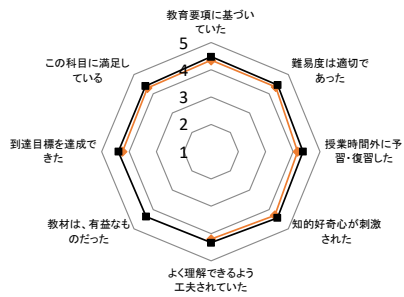 教育要項に基づい
ていた
難易度は適切で
あった
授業時間外に予
習・復習した
知的好奇心が刺激
された
よく理解できるよう
工夫されていた
教材は、有益なも
のだった
到達目標を達成で
きた
この科目に満足し
ている
5
4
3
2
1